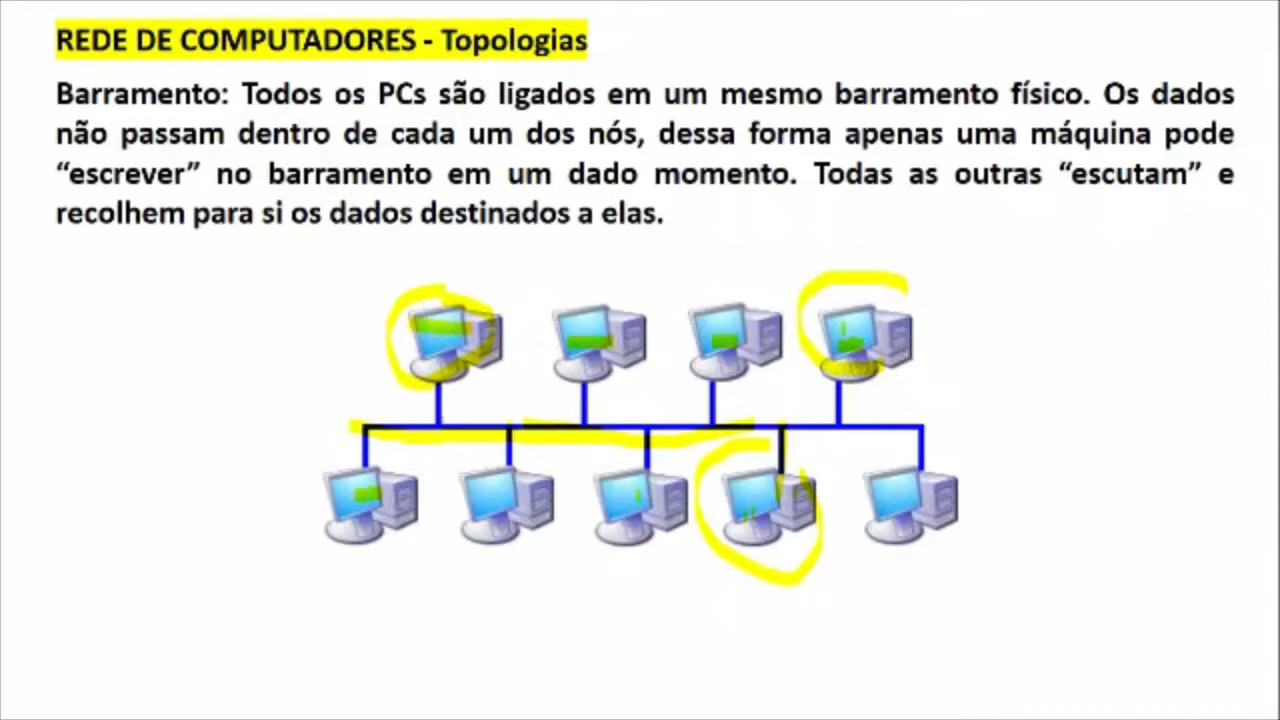 REDE DE COMPUTADORES - Topologias
Barramento: Todos os PCs são ligados em um mesmo barramento físico. Os dados
não passam dentro de cada um dos nós, dessa forma apenas uma máquina pode
“escrever” no barramento em um dado momento. Todas as outras “escutam” e
recolhem para si os dados destinados a elas.